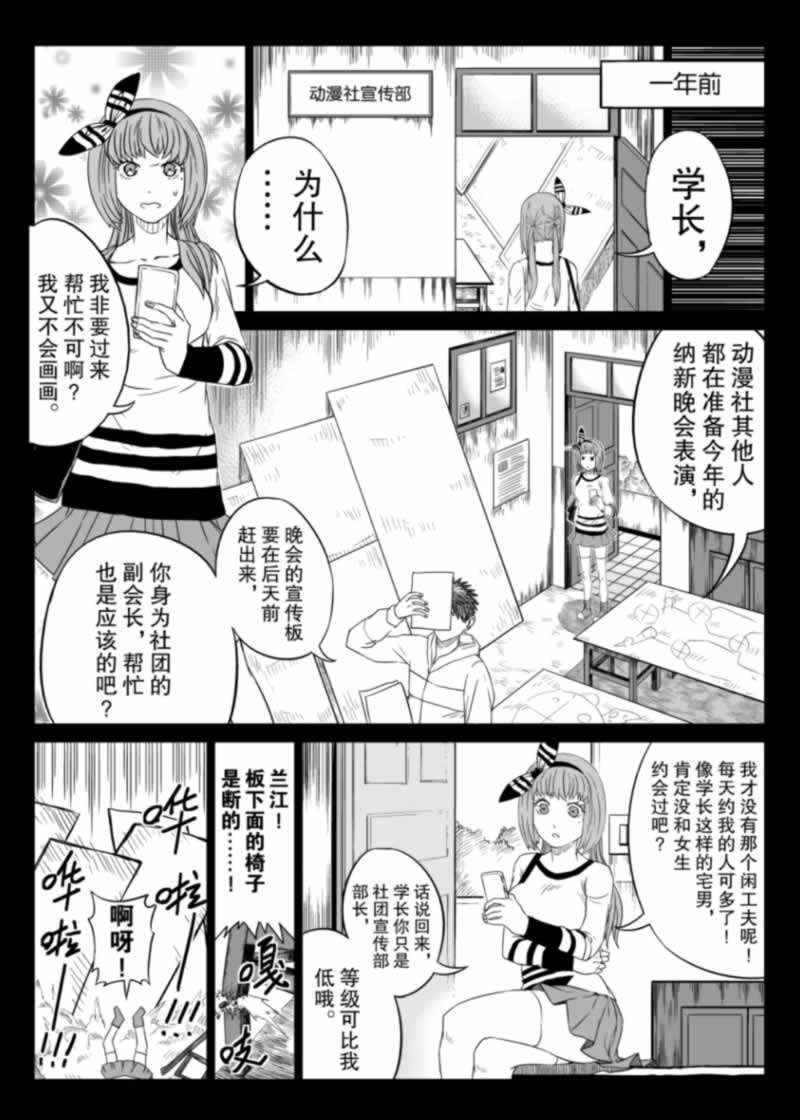 一年前
学长，
动漫社宣传部
为什么
……
我非要过来
帮忙不可啊？
我又不会画画。
动漫社其他人
都在准备今年的
纳新晚会表演，
晚会的宣传板
要在后天前
赶出来，
你身为社团的
副会长，帮忙
也是应该的吧？
我才没有那个闲工夫呢！
每天约我的人可多了！
像学长这样的宅男，
肯定没和女生
约会过吧？
话说回来，
学长你只是
社团宣传部
部长，
等级可比我
低哦。
兰江！
板下面的椅子
是断的……！
嘎
吱
哗
啦
!!!
哗
啦
!!!
啊呀！